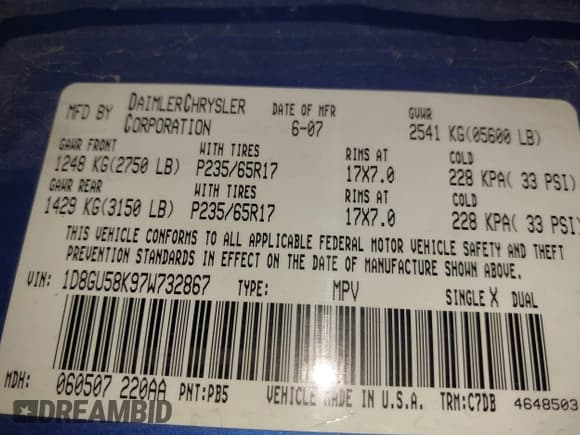 MFD BY DAIMLERCHRYSLER CORPORATION DATE OF MFR 6-07 GVWR 2541 KG(05600 LB)
GAWR FRONT WITH TIRES RIMS AT COLD
1248 KG(2750 LB) P235/65R17 17X7.0 228 KPA( 33 PSI)
GAWR REAR WITH TIRES RIMS AT COLD
1429 KG(3150 LB) P235/65R17 17X7.0 228 KPA( 33 PSI)
THIS VEHICLE CONFORMS TO ALL APPLICABLE FEDERAL MOTOR VEHICLE SAFETY AND THEFT
PREVENTION STANDARDS IN EFFECT ON THE DATE OF MANUFACTURE SHOWN ABOVE.
VIN: 1D8GU58K97W732867 TYPE: MPV SINGLE X DUAL
MDH: 060507 220AA PNT:PB5 VEHICLE MADE IN U.S.A. TRM:C7DB 4648503
DREAMBID